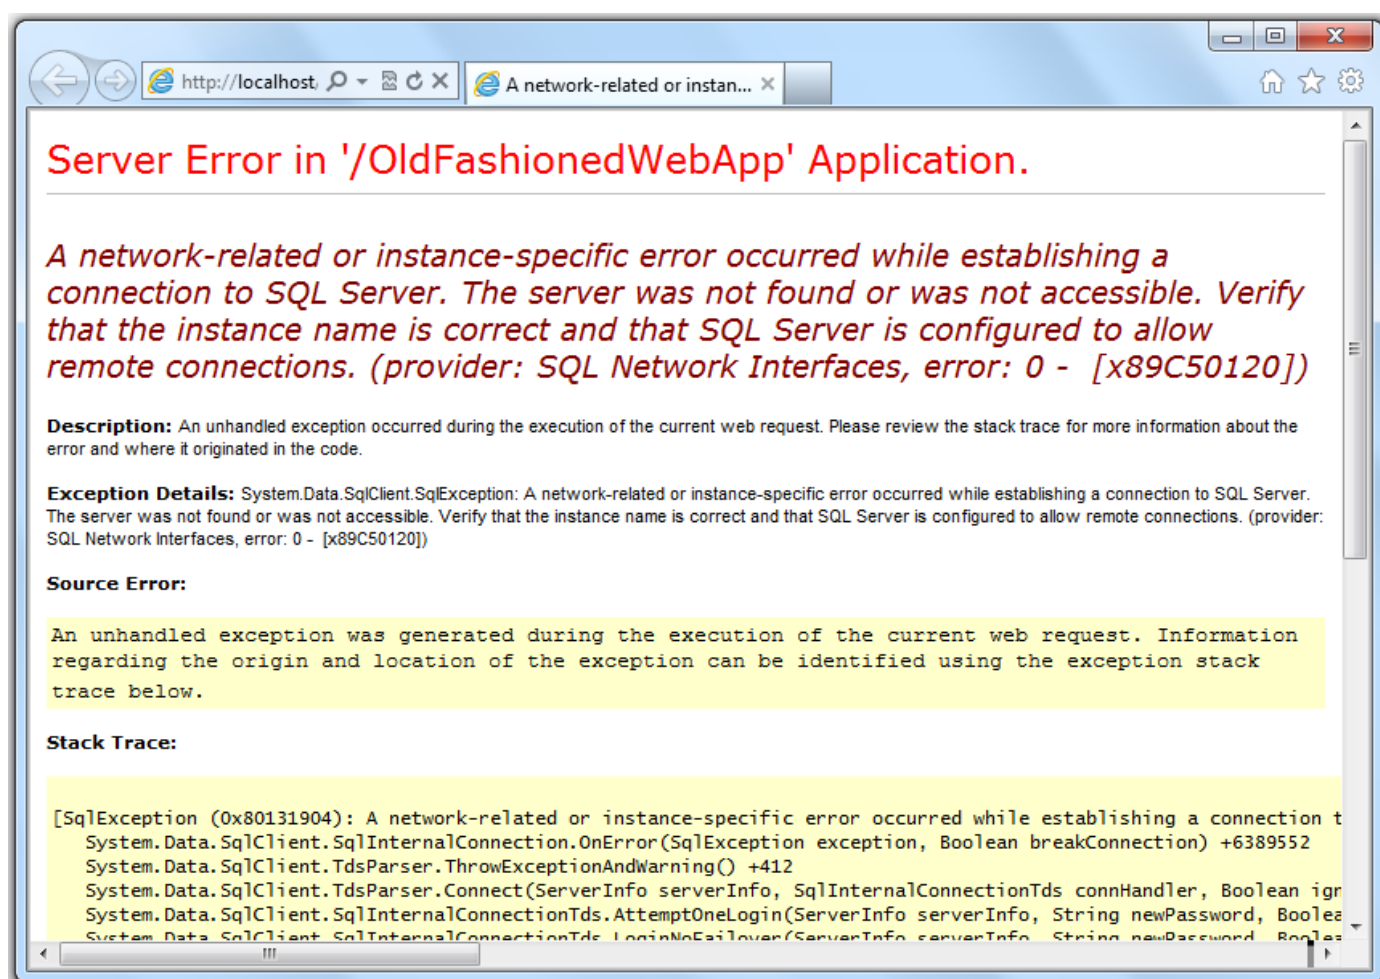 http://localhost
A network-related or instan...
Server Error in '/OldFashionedWebApp' Application.
A network-related or instance-specific error occurred while establishing a
connection to SQL Server. The server was not found or was not accessible. Verify
that the instance name is correct and that SQL Server is configured to allow
remote connections. (provider: SQL Network Interfaces, error: 0 -  [x89C50120])
Description: An unhandled exception occurred during the execution of the current web request. Please review the stack trace for more information about the
error and where it originated in the code.
Exception Details: System.Data.SqlClient.SqlException: A network-related or instance-specific error occurred while establishing a connection to SQL Server.
The server was not found or was not accessible. Verify that the instance name is correct and that SQL Server is configured to allow remote connections. (provider:
SQL Network Interfaces, error: 0 -  [x89C50120])
Source Error:
An unhandled exception was generated during the execution of the current web request. Information
regarding the origin and location of the exception can be identified using the exception stack
trace below.
Stack Trace:
[SqlException (0x80131904): A network-related or instance-specific error occurred while establishing a connection t
System.Data.SqlClient.SqlInternalConnection.OnError(SqlException exception, Boolean breakConnection) +6389552
System.Data.SqlClient.TdsParser.ThrowExceptionAndWarning() +412
System.Data.SqlClient.TdsParser.Connect(ServerInfo serverInfo, SqlInternalConnectionTds connHandler, Boolean ign
System.Data.SqlClient.SqlInternalConnectionTds.AttemptOneLogin(ServerInfo serverInfo, String newPassword, Boolea
System.Data.SqlClient.SqlInternalConnectionTds.LoginNoFailover(ServerInfo serverInfo, String newPassword, Boolea